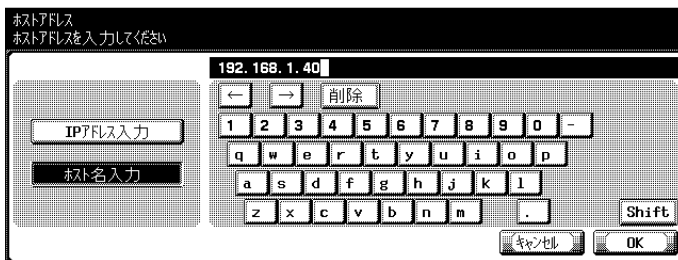 ホストアドレス
ホストアドレスを入力してください
192. 168. 1. 40
← → 削除
IPアドレス入力
1 2 3 4 5 6 7 8 9 0 -
q w e r t y u i o p
ホスト名入力
a s d f g h j k l
z x c v b n m . Shift
キャンセル OK